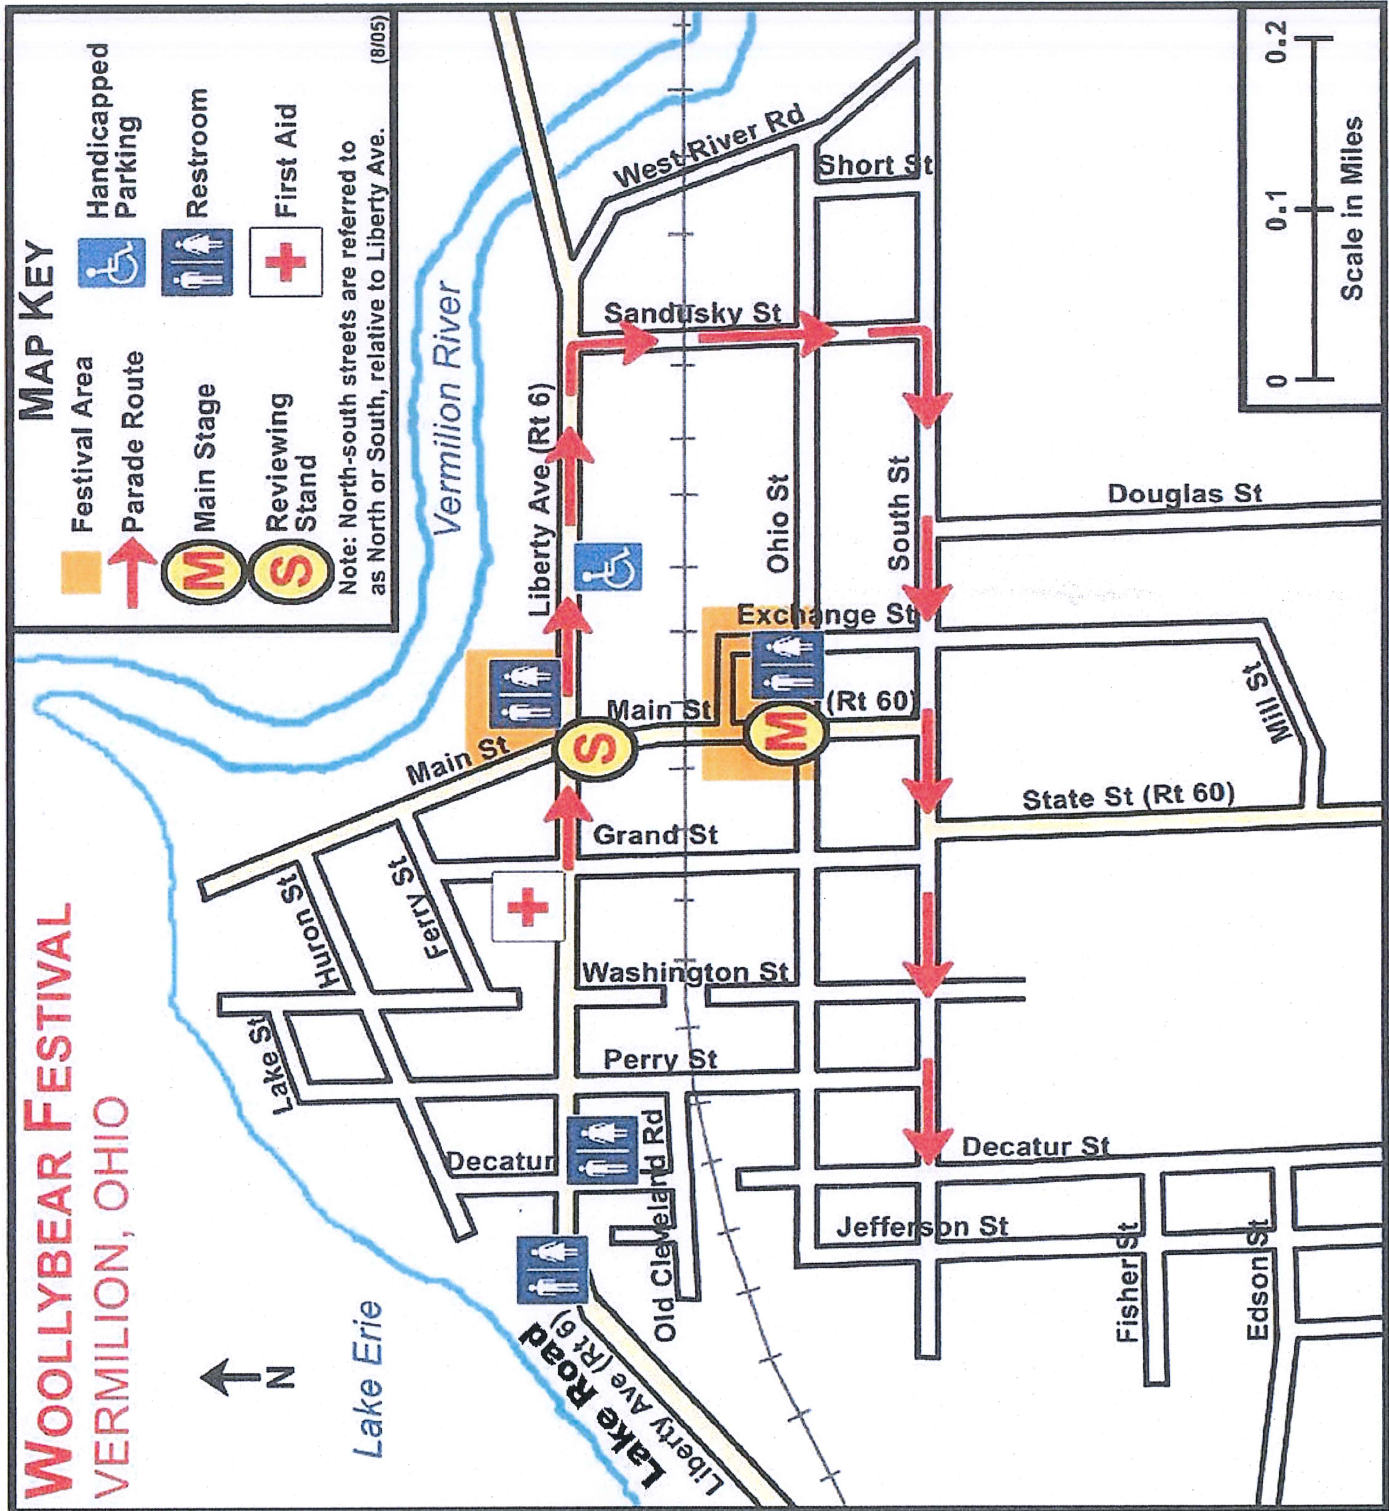 WOOLLYBEAR FESTIVAL
VERMILION, OHIO
MAP KEY
Festival Area
Parade Route
M Main Stage
S Reviewing
Stand
Handicapped
Parking
Restroom
First Aid
Note: North-south streets are referred to
as North or South, relative to Liberty Ave.
(8/05)
N
Lake Erie
Vermilion River
Lake Road
Liberty Ave (Rt 6)
Liberty Ave (Rt 6)
Lake St
Huron St
Ferry St
Main St
Main St
(Rt 60)
S
M
Grand St
Washington St
Perry St
Decatur
Old Cleveland Rd
Sandusky St
West River Rd
Short St
Ohio St
South St
Exchange St
Douglas St
Mill St
State St (Rt 60)
Decatur St
Jefferson St
Fisher St
Edson St
0
0.1
0.2
Scale in Miles